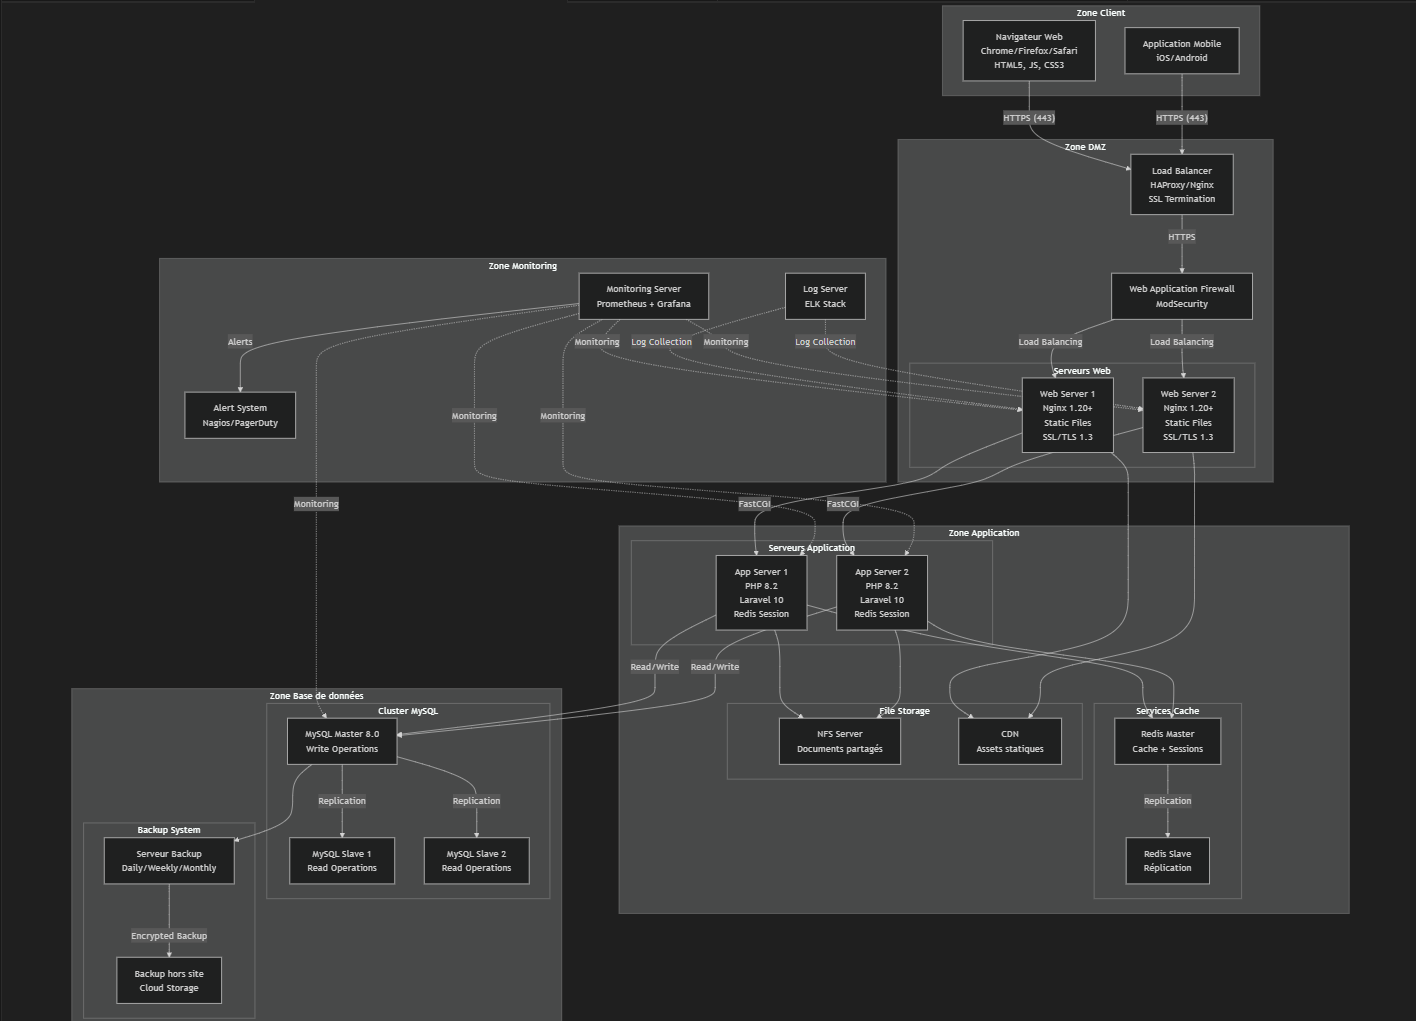 Zone Client
Navigateur Web
Chrome/Firefox/Safari
HTML5, JS, CSS3
Application Mobile
iOS/Android
HTTPS (443)
HTTPS (443)
Zone DMZ
Load Balancer
HAProxy/Nginx
SSL Termination
HTTPS
Web Application Firewall
ModSecurity
Load Balancing
Load Balancing
Serveurs Web
Web Server 1
Nginx 1.20+
Static Files
SSL/TLS 1.3
Web Server 2
Nginx 1.20+
Static Files
SSL/TLS 1.3
Zone Monitoring
Monitoring Server
Prometheus + Grafana
Log Server
ELK Stack
Alerts
Monitoring
Log Collection
Monitoring
Log Collection
Alert System
Nagios/PagerDuty
Monitoring
Monitoring
Monitoring
FastCGI
FastCGI
Zone Application
Serveurs Application
App Server 1
PHP 8.2
Laravel 10
Redis Session
App Server 2
PHP 8.2
Laravel 10
Redis Session
Read/Write
Read/Write
File Storage
NFS Server
Documents partagés
CDN
Assets statiques
Services Cache
Redis Master
Cache + Sessions
Replication
Redis Slave
Réplication
Zone Base de données
Cluster MySQL
MySQL Master 8.0
Write Operations
Replication
Replication
MySQL Slave 1
Read Operations
MySQL Slave 2
Read Operations
Backup System
Serveur Backup
Daily/Weekly/Monthly
Encrypted Backup
Backup hors site
Cloud Storage